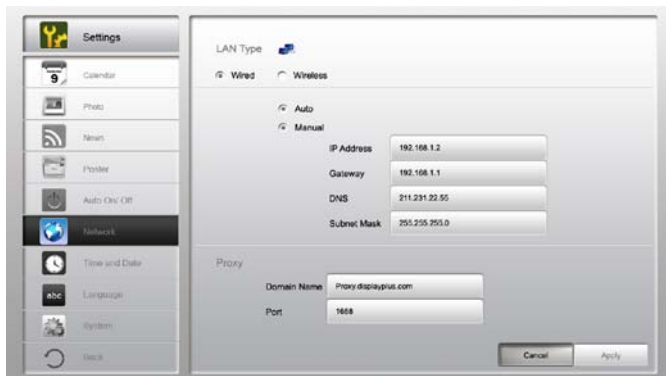 Settings
9
Calendar
Photo
News
Poster
Auto On/ Off
Network
Time and Date
abc
Language
System
Back
LAN Type
Wired Wireless
Auto
Manual
IP Address 192.168.1.2
Gateway 192.168.1.1
DNS 211.231.22.55
Subnet Mask 255.255.255.0
Proxy
Domain Name Proxy.displayplus.com
Port 1668
Cancel Apply